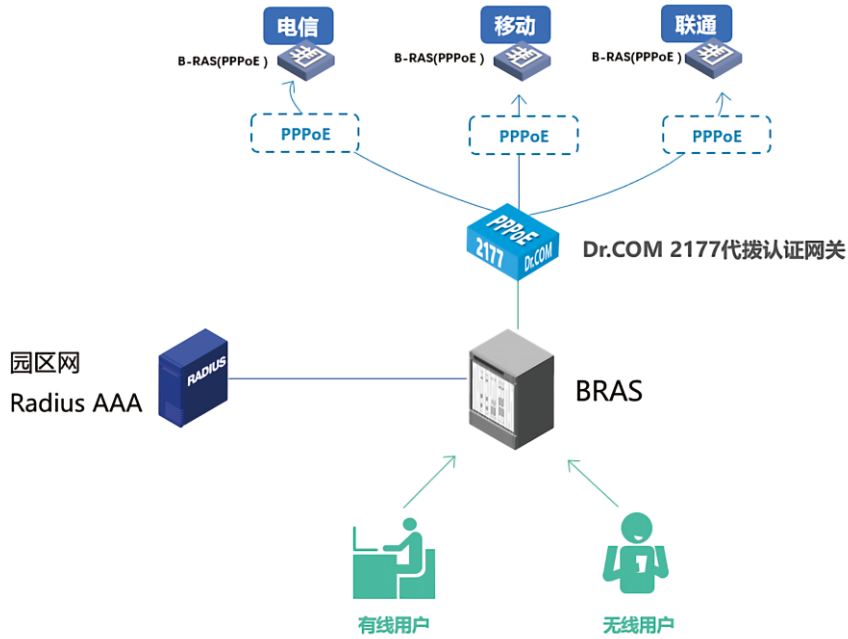 电信
移动
联通
B-RAS(PPPoE )
B-RAS(PPPoE )
B-RAS(PPPoE )
PPPoE
PPPoE
PPPoE
PPPoE
2177
Dr.COM
Dr.COM 2177代拨认证网关
园区网
Radius AAA
RADIUS
BRAS
有线用户
无线用户